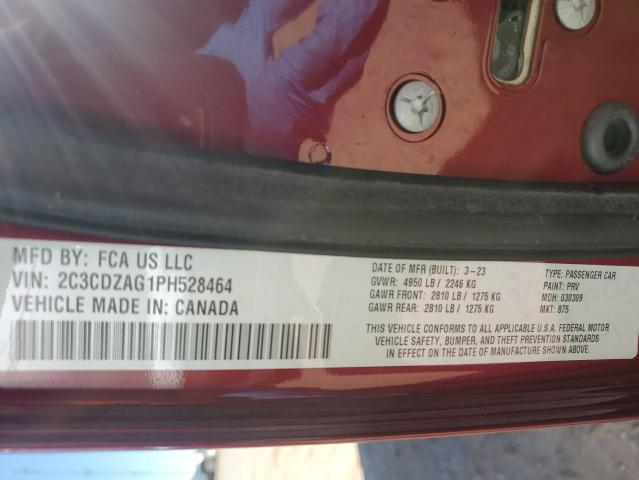 MFD BY: FCA US LLC
VIN: 2C3CDZAG1PH528464
VEHICLE MADE IN: CANADA
DATE OF MFR (BUILT): 3-23
GVWR: 4950 LB / 2246 KG
GAWR FRONT: 2810 LB / 1275 KG
GAWR REAR: 2810 LB / 1275 KG
TYPE: PASSENGER CAR
PAINT: PRV
MDH: 030309
MKT: 875
THIS VEHICLE CONFORMS TO ALL APPLICABLE U.S.A. FEDERAL MOTOR
VEHICLE SAFETY, BUMPER, AND THEFT PREVENTION STANDARDS
IN EFFECT ON THE DATE OF MANUFACTURE SHOWN ABOVE.